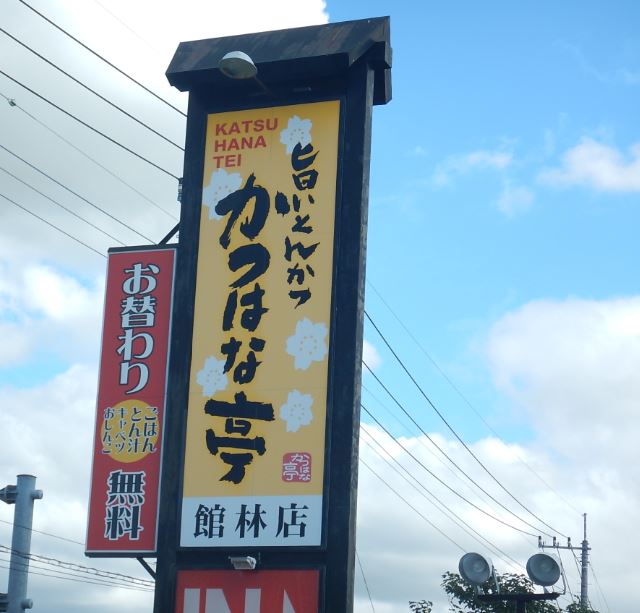 KATSU
HANA
TEI
旨いとんかつ
かつはな亭
かつはな
亭
館林店
お替わり
ごはん
とん汁
キャベツ
おしんこ
無料